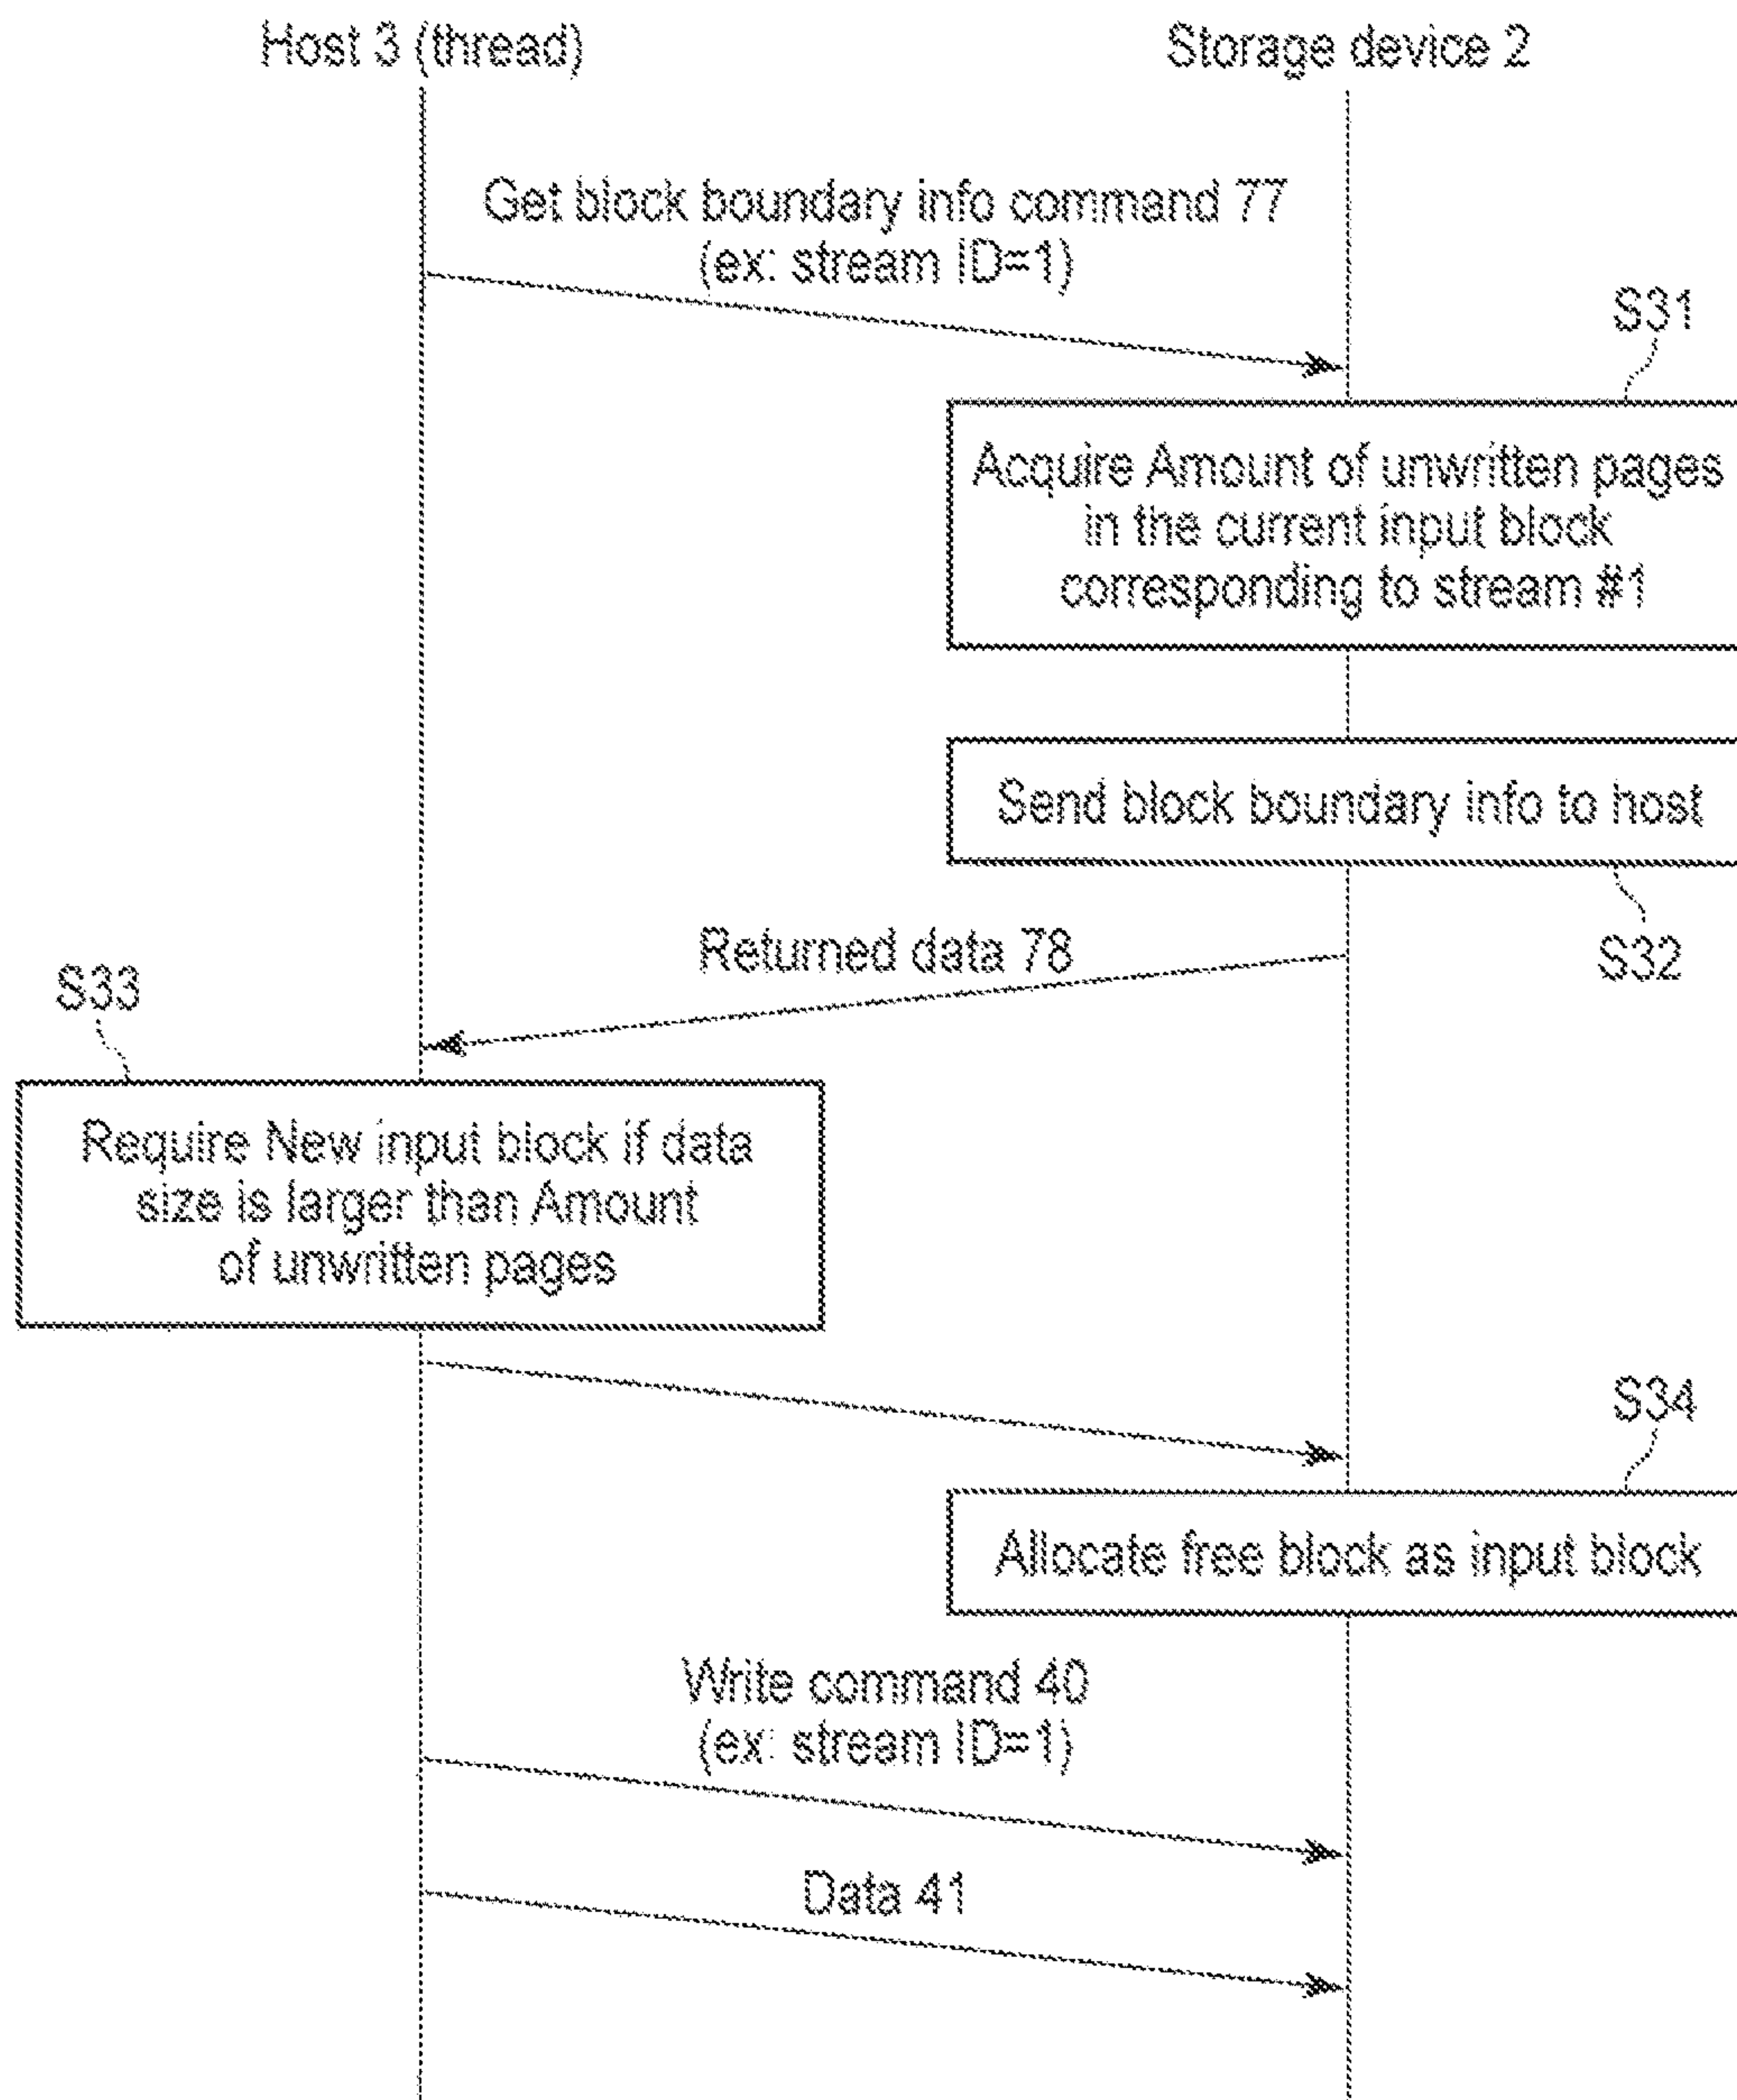 Host 3 (thread)
Storage device 2
Get block boundary info command 77
(ex: stream ID=1)
S31
Acquire Amount of unwritten pages
in the current input block
corresponding to stream #1
Send block boundary info to host
S32
Returned data 78
S33
Require New input block if data
size is larger than Amount
of unwritten pages
S34
Allocate free block as input block
Write command 40
(ex: stream ID=1)
Data 41